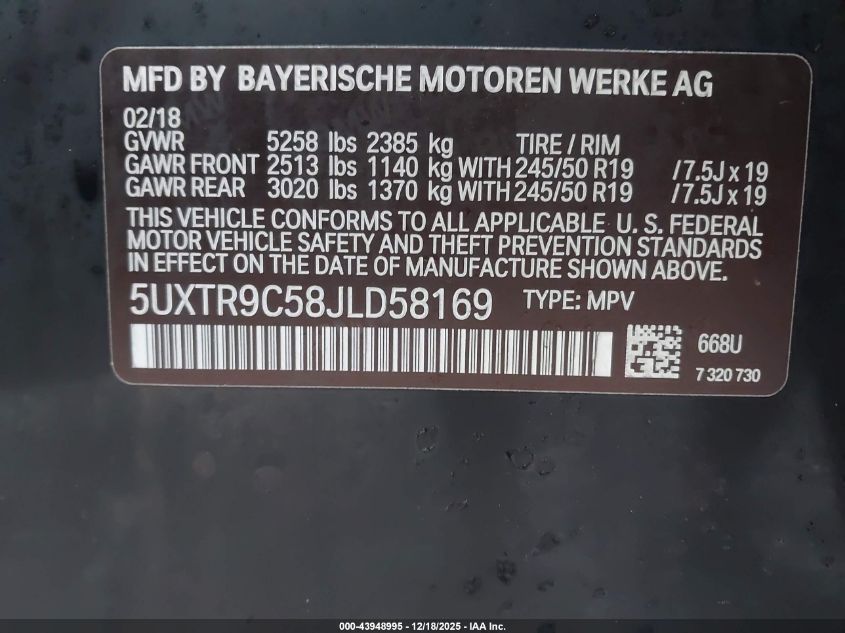 MFD BY BAYERISCHE MOTOREN WERKE AG
02/18
GVWR 5258 lbs 2385 kg TIRE / RIM
GAWR FRONT 2513 lbs 1140 kg WITH 245/50 R19 /7.5J x 19
GAWR REAR 3020 lbs 1370 kg WITH 245/50 R19 /7.5J x 19
THIS VEHICLE CONFORMS TO ALL APPLICABLE U. S. FEDERAL
MOTOR VEHICLE SAFETY AND THEFT PREVENTION STANDARDS
IN EFFECT ON THE DATE OF MANUFACTURE SHOWN ABOVE.
5UXTR9C58JLD58169 TYPE: MPV
668U
7 320 730
000-43948995 - 12/18/2025 - IAA Inc.